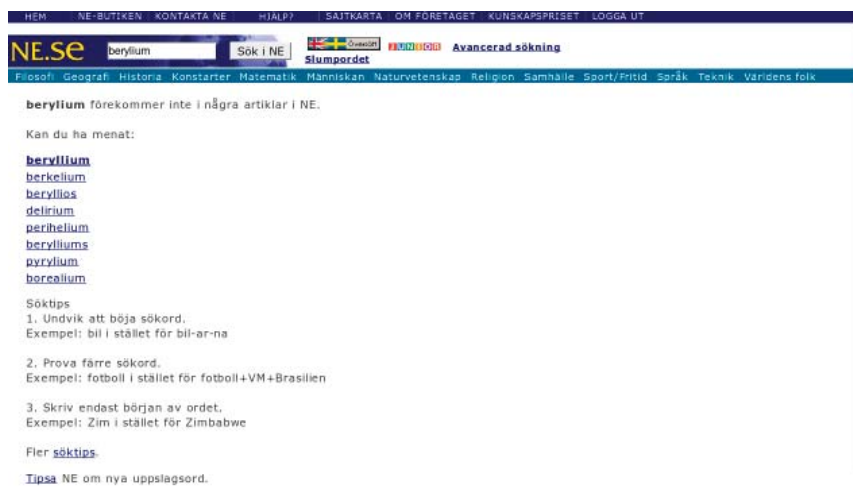 HEM NE-BUTIKEN KONTAKTA NE HJÄLP? SAJTKARTA OM FÖRETAGET KUNSKAPSPRISET LOGGA UT
NE.se berylium Sök i NE Översätt JUNIOR Avancerad sökning
Slumpordet
Filosofi Geografi Historia Konstarter Matematik Människan Naturvetenskap Religion Samhälle Sport/Fritid Språk Teknik Världens folk
berylium förekommer inte i några artiklar i NE.
Kan du ha menat:
beryllium
berkelium
beryllios
delirium
perihelium
berylliums
pyrylium
borealium
Söktips
1. Undvik att böja sökord.
Exempel: bil i stället för bil-ar-na
2. Prova färre sökord.
Exempel: fotboll i stället för fotboll+VM+Brasilien
3. Skriv endast början av ordet.
Exempel: Zim i stället för Zimbabwe
Fler söktips.
Tipsa NE om nya uppslagsord.